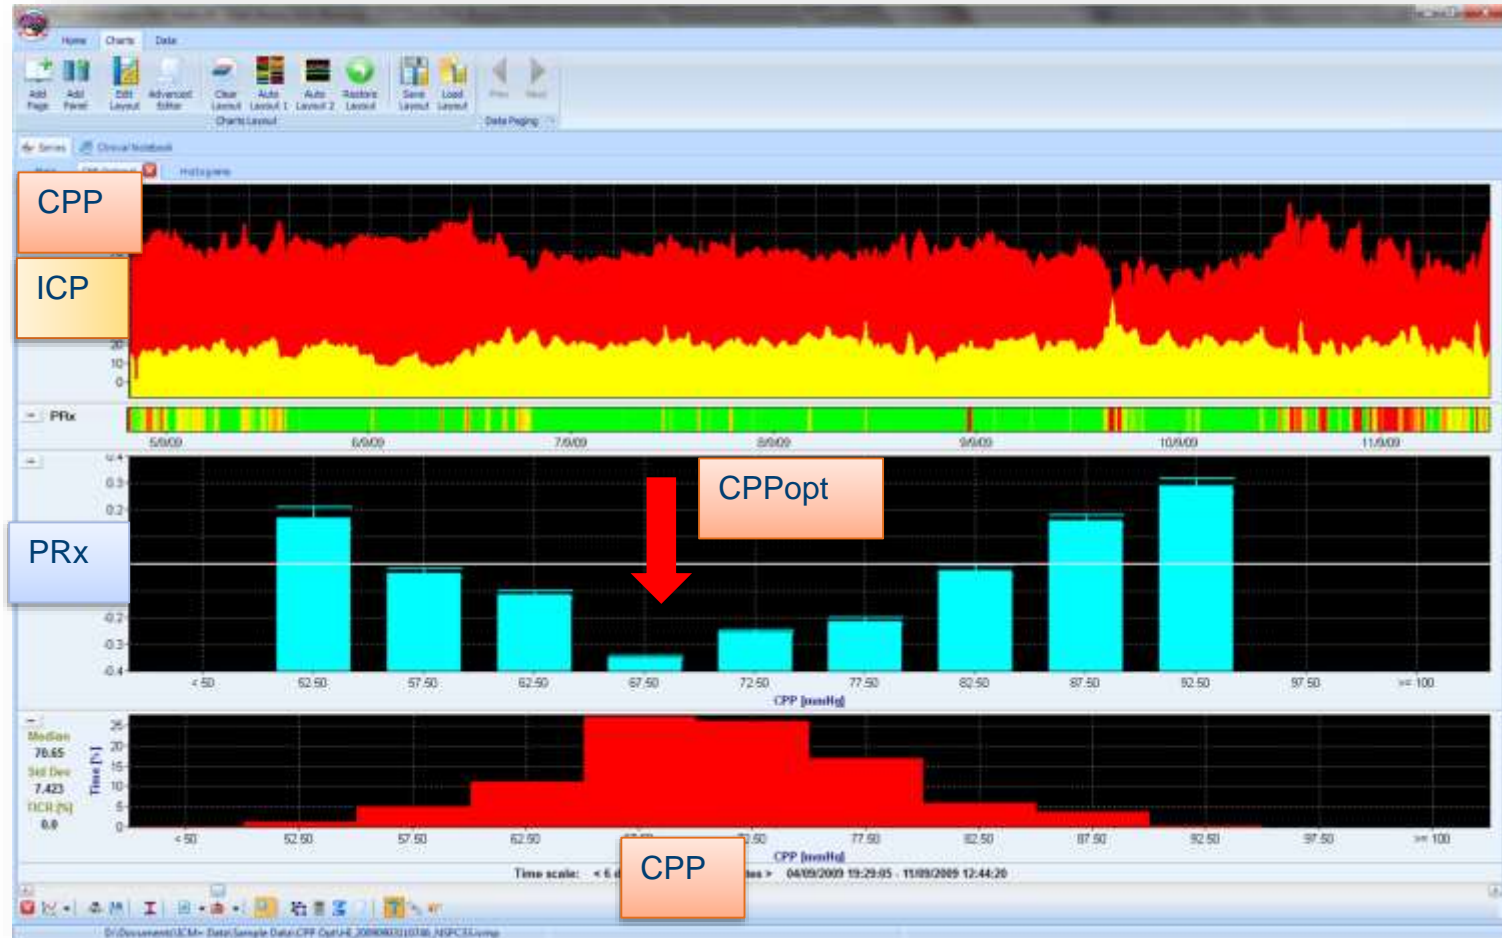 Home Charts Data
Add Page Add Panel Edit Layout Advanced Editor Clear Layout Auto Layout 1 Auto Layout 2 Restore Layout Save Layout Load Layout Prev Next
Charts Layout Data Paging
Series Clinical Notebook
Histograms
CPP
ICP
20
10
0
PRx
5/9/09 6/9/09 7/9/09 8/9/09 9/9/09 10/9/09 11/9/09
0.4
0.3
0.2
CPPopt
PRx
-0.2
-0.3
-0.4
< 50 52.50 57.50 62.50 67.50 72.50 77.50 82.50 87.50 92.50 97.50 >= 100
CPP [mmHg]
Median
70.65
Std Dev
7.423
0.0
Time [%]
25
20
15
10
5
0
< 50 52.50 57.50 62.50 77.50 82.50 87.50 92.50 97.50 >= 100
CPP [mmHg]
CPP
Time scale: < 6 d > 04/09/2009 19:29:05 - 11/09/2009 12:44:20